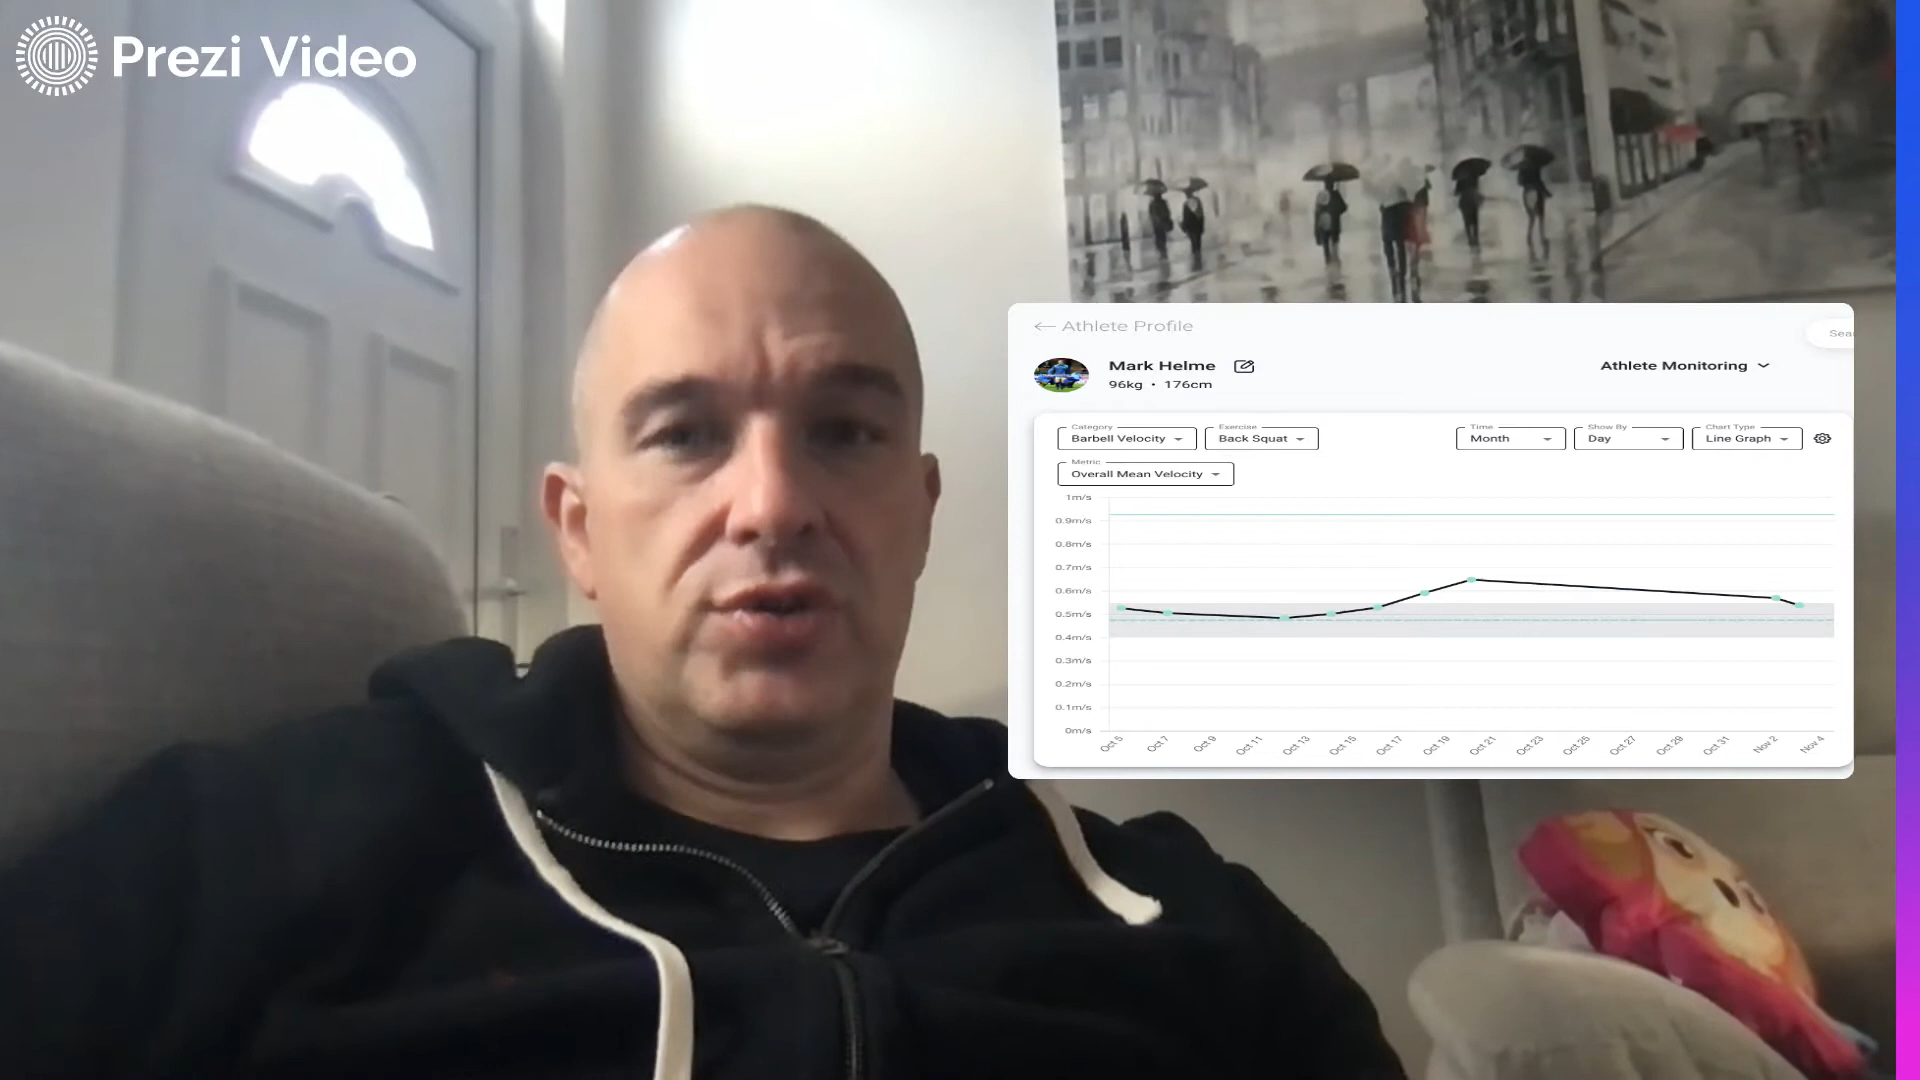 Prezi Video
Athlete Profile
Mark Helme
96kg • 176cm
Athlete Monitoring
Category
Barbell Velocity
Exercise
Back Squat
Time
Month
Show By
Day
Chart Type
Line Graph
Metric
Overall Mean Velocity
1m/s
0.9m/s
0.8m/s
0.7m/s
0.6m/s
0.5m/s
0.4m/s
0.3m/s
0.2m/s
0.1m/s
0m/s
Oct 5
Oct 7
Oct 9
Oct 11
Oct 13
Oct 15
Oct 17
Oct 19
Oct 21
Oct 23
Oct 25
Oct 27
Oct 29
Oct 31
Nov 2
Nov 4